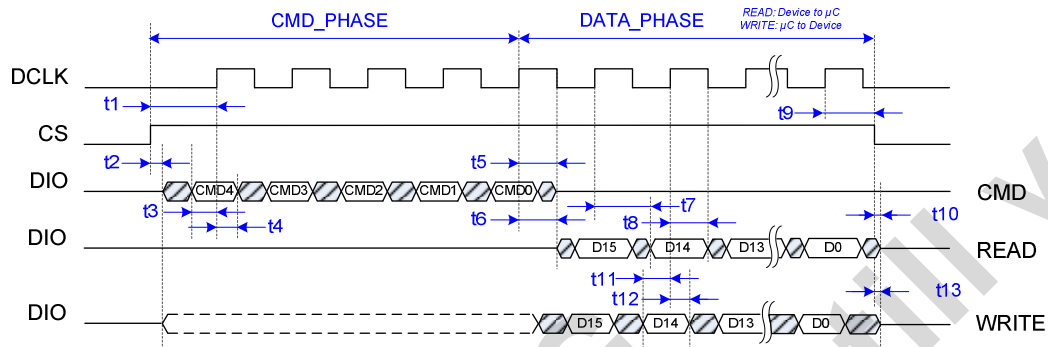 CMD_PHASE
DATA_PHASE
READ: Device to µC
WRITE: µC to Device
DCLK
t1
t9
CS
t2
t5
DIO
CMD4
CMD3
CMD2
CMD1
CMD0
CMD
t3
t4
t6
t7
t8
t10
DIO
D15
D14
D13
D0
READ
t11
t12
t13
DIO
D15
D14
D13
D0
WRITE